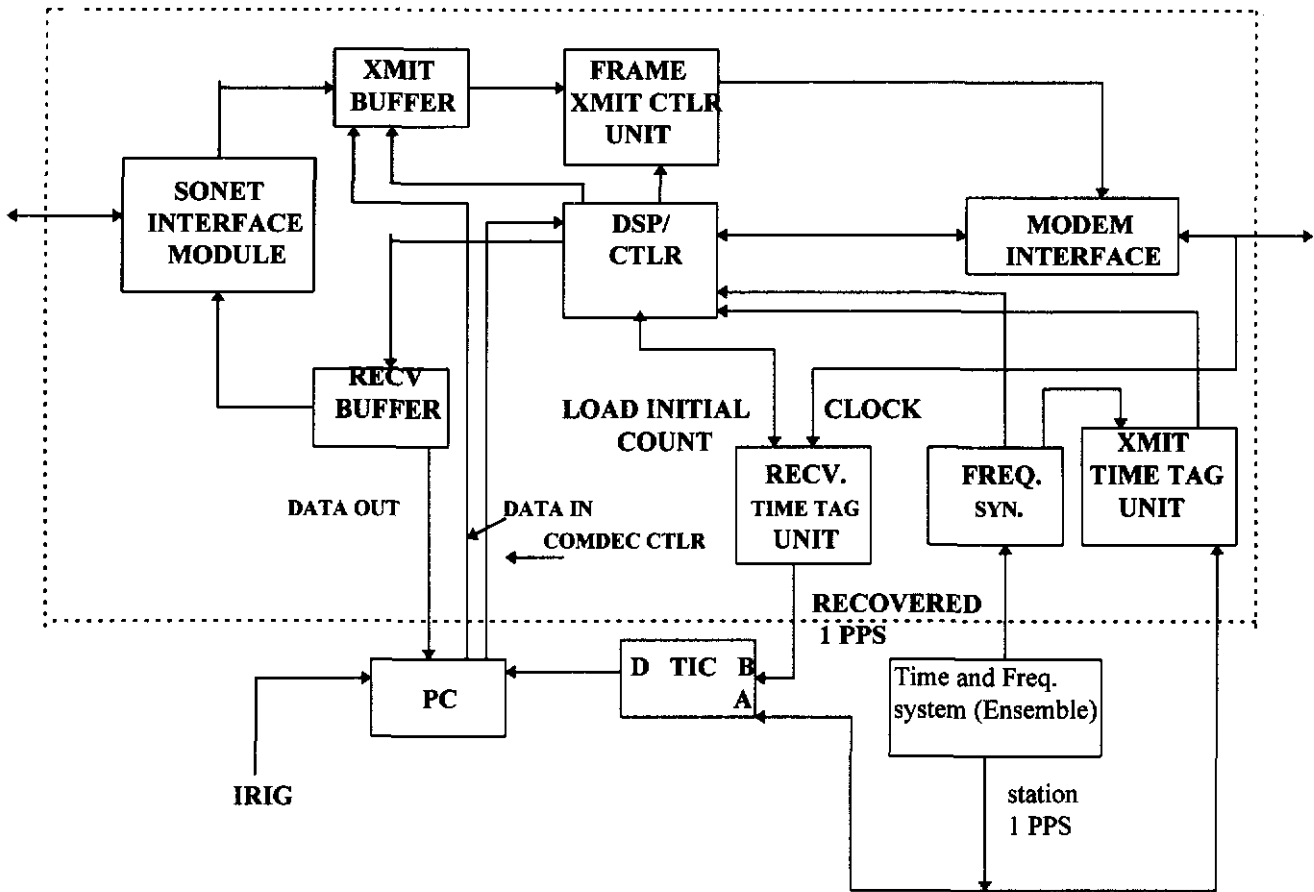 XMIT
BUFFER
FRAME
XMIT CTLR
UNIT
SONET
INTERFACE
MODULE
DSP/
CTLR
MODEM
INTERFACE
RECV
BUFFER
LOAD INITIAL
COUNT
CLOCK
RECV.
TIME TAG
UNIT
FREQ.
SYN.
XMIT
TIME TAG
UNIT
DATA OUT
DATA IN
COMDEC CTLR
RECOVERED
1 PPS
PC
D TIC B
A
Time and Freq.
system (Ensemble)
IRIG
station
1 PPS